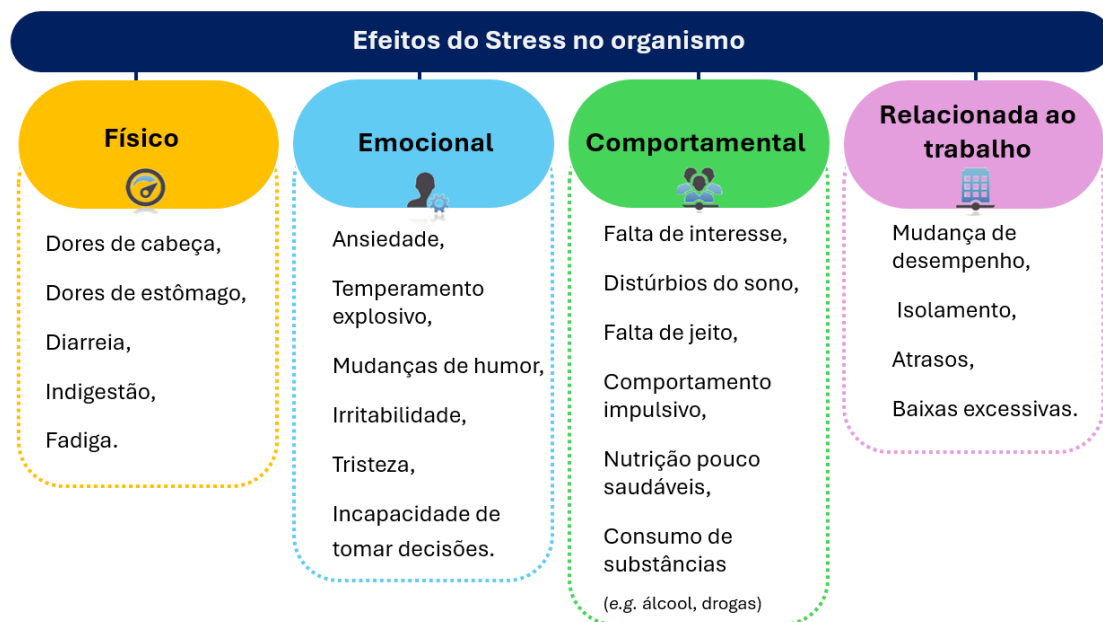 Efeitos do Stress no organismo
Físico
Dores de cabeça,
Dores de estômago,
Diarreia,
Indigestão,
Fadiga.
Emocional
Ansiedade,
Temperamento
explosivo,
Mudanças de humor,
Irritabilidade,
Tristeza,
Incapacidade de
tomar decisões.
Comportamental
Falta de interesse,
Distúrbios do sono,
Falta de jeito,
Comportamento
impulsivo,
Nutrição pouco
saudáveis,
Consumo de
substâncias
(e.g. álcool, drogas)
Relacionada ao
trabalho
Mudança de
desempenho,
Isolamento,
Atrasos,
Baixas excessivas.